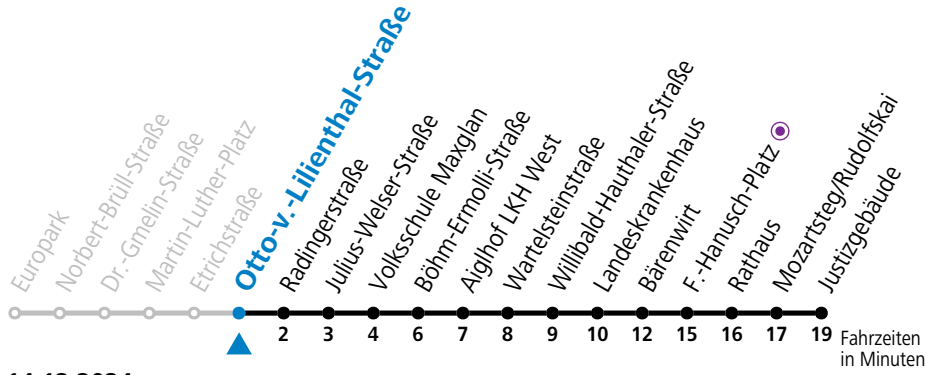 Europark
Norbert-Brüll-Straße
Dr.-Gmelin-Straße
Martin-Luther-Platz
Etrichstraße
Otto-v.-Lilienthal-Straße
Radingerstraße
Julius-Welser-Straße
Volksschule Maxglan
Böhm-Ermolli-Straße
Aiglhof LKH West
Wartelsteinstraße
Willibald-Hauthaler-Straße
Landeskrankenhaus
Bärenwirt
F.-Hanusch-Platz
Rathaus
Mozartsteg/Rudolfskai
Justizgebäude
2 3 4 6 7 8 9 10 12 15 16 17 19 Fahrzeiten
in Minuten